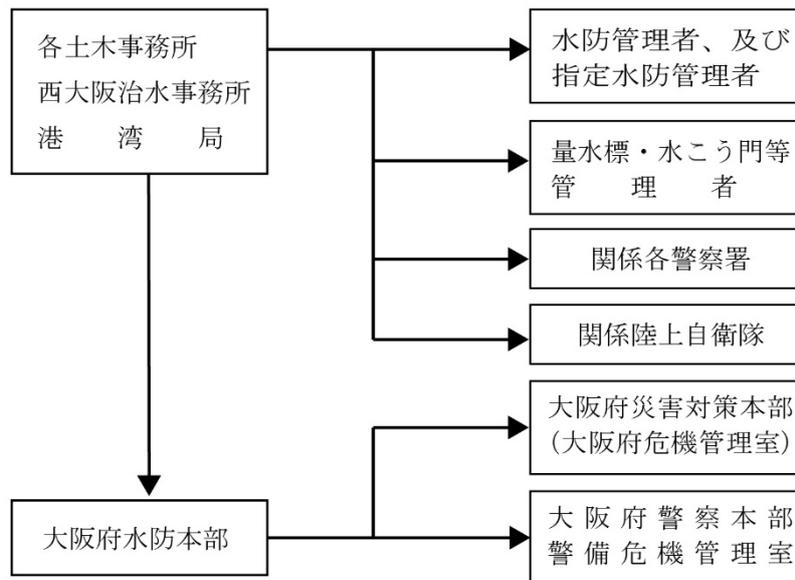 各土木事務所
西大阪治水事務所
港湾局
水防管理者、及び
指定水防管理者
量水標・水こう門等
管理者
関係各警察署
関係陸上自衛隊
大阪府災害対策本部
(大阪府危機管理室)
大阪府水防本部
大阪府警察本部
警備危機管理室